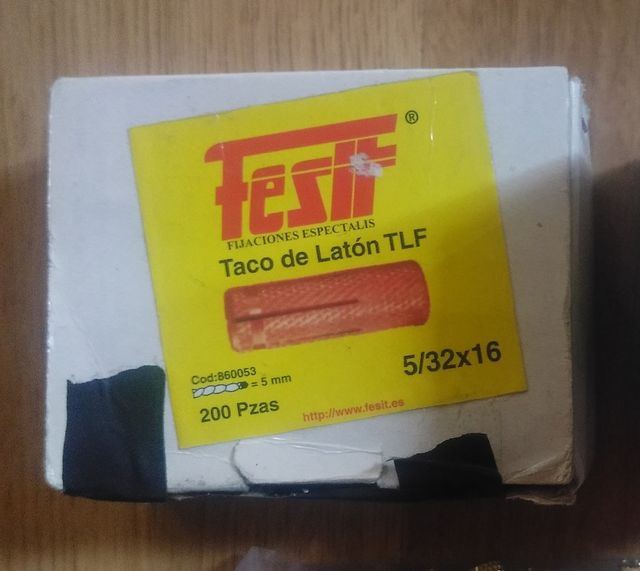 Fesit ®
FIJACIONES ESPECTALIS
Taco de Latón TLF
5/32x16
Cod:860053
= 5 mm
200 Pzas
http://www.fesit.es